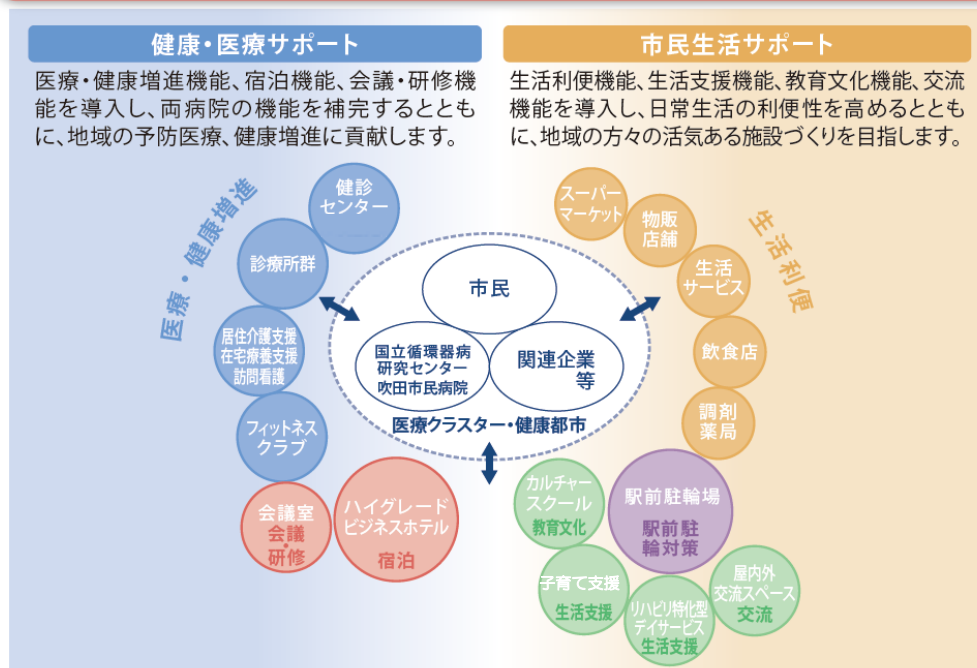 健康・医療サポート
医療・健康増進機能、宿泊機能、会議・研修機
能を導入し、両病院の機能を補完するととも
に、地域の予防医療、健康増進に貢献します。
市民生活サポート
生活利便機能、生活支援機能、教育文化機能、交流
機能を導入し、日常生活の利便性を高めるととも
に、地域の方々の活気ある施設づくりを目指します。
医療・健康増進
健診
センター
診療所群
居住介護支援
在宅療養支援
訪問看護
フィットネス
クラブ
会議室
会議・
研修
ハイグレード
ビジネスホテル
宿泊
市民
国立循環器病
研究センター
吹田市民病院
関連企業
等
医療クラスター・健康都市
生活利便
スーパー
マーケット
物販
店舗
生活
サービス
飲食店
調剤
薬局
カルチャー
スクール
教育文化
駅前駐輪場
駅前駐
輪対策
子育て支援
生活支援
リハビリ特化型
デイサービス
生活支援
屋内外
交流スペース
交流